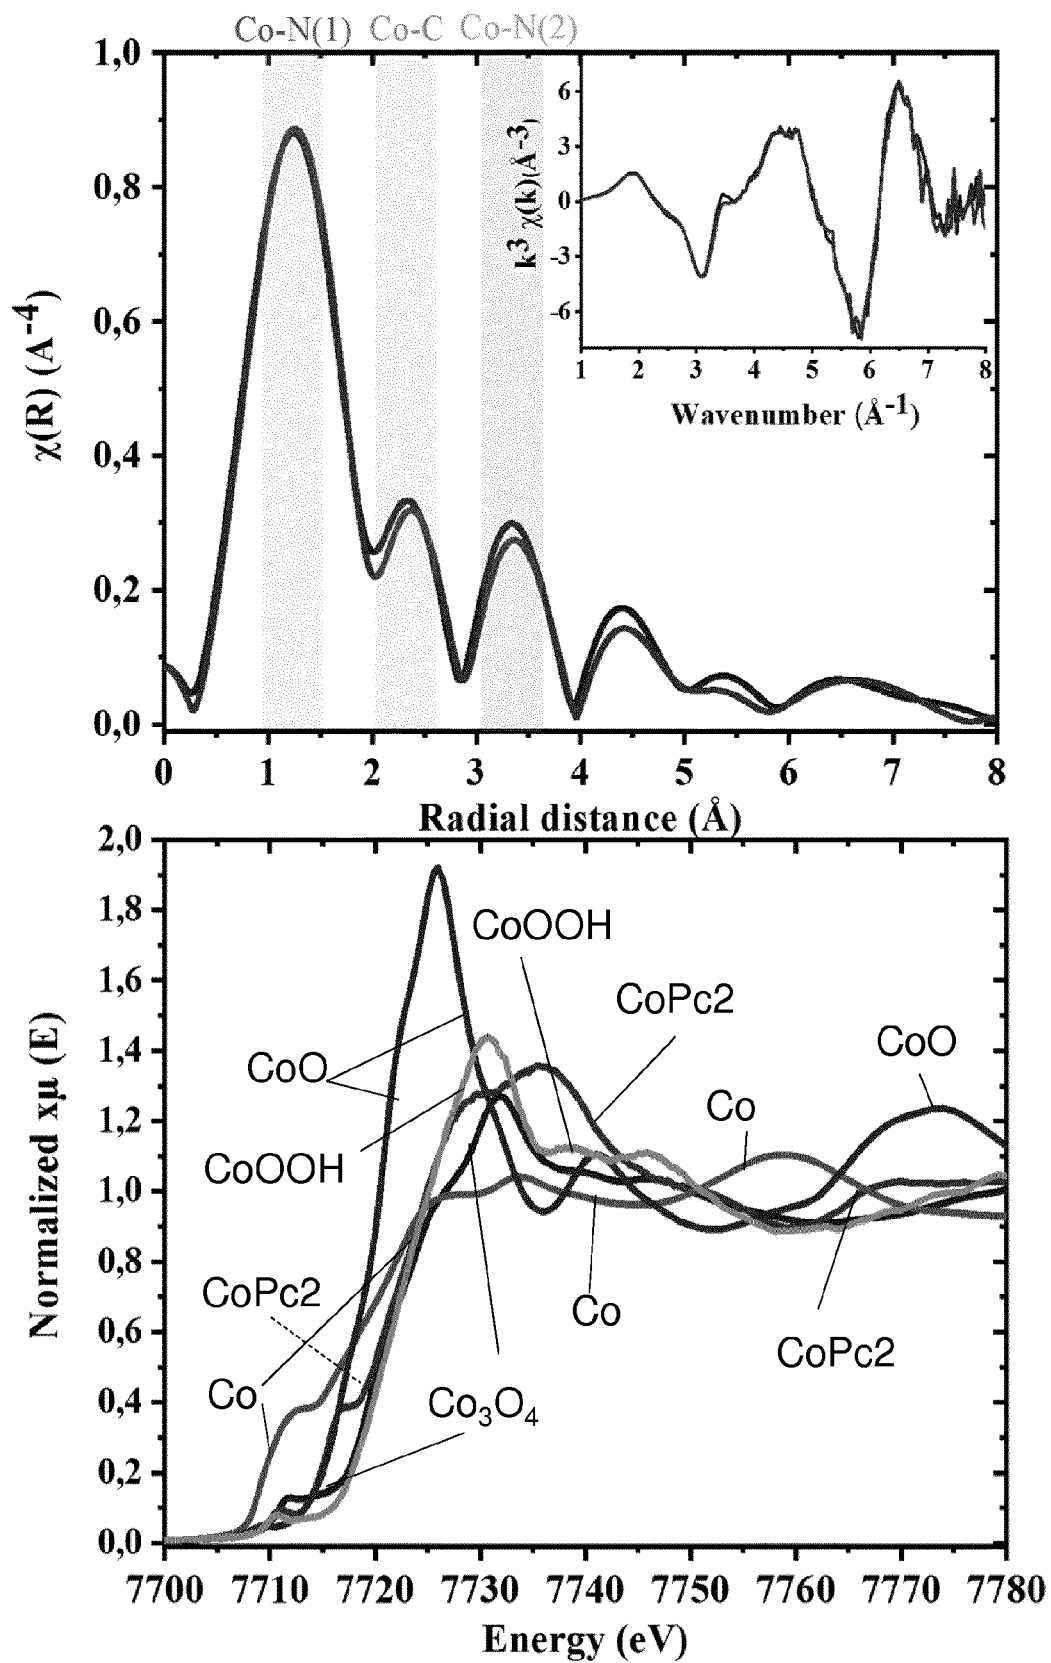 Co-N(1) Co-C Co-N(2)
1,0
0,8
0,6
0,4
0,2
0,0
χ(R) (A⁻⁴)
6
3
0
-3
-6
k³ χ(k)(Å⁻³)
1 2 3 4 5 6 7 8
Wavenumber (Å⁻¹)
0 1 2 3 4 5 6 7 8
Radial distance (Å)
2,0
1,8
1,6
1,4
1,2
1,0
0,8
0,6
0,4
0,2
0,0
Normalized xμ (E)
CoOOH
CoPc2
CoO
CoO
Co
CoOOH
CoPc2
Co
CoPc2
Co
Co₃O₄
7700 7710 7720 7730 7740 7750 7760 7770 7780
Energy (eV)